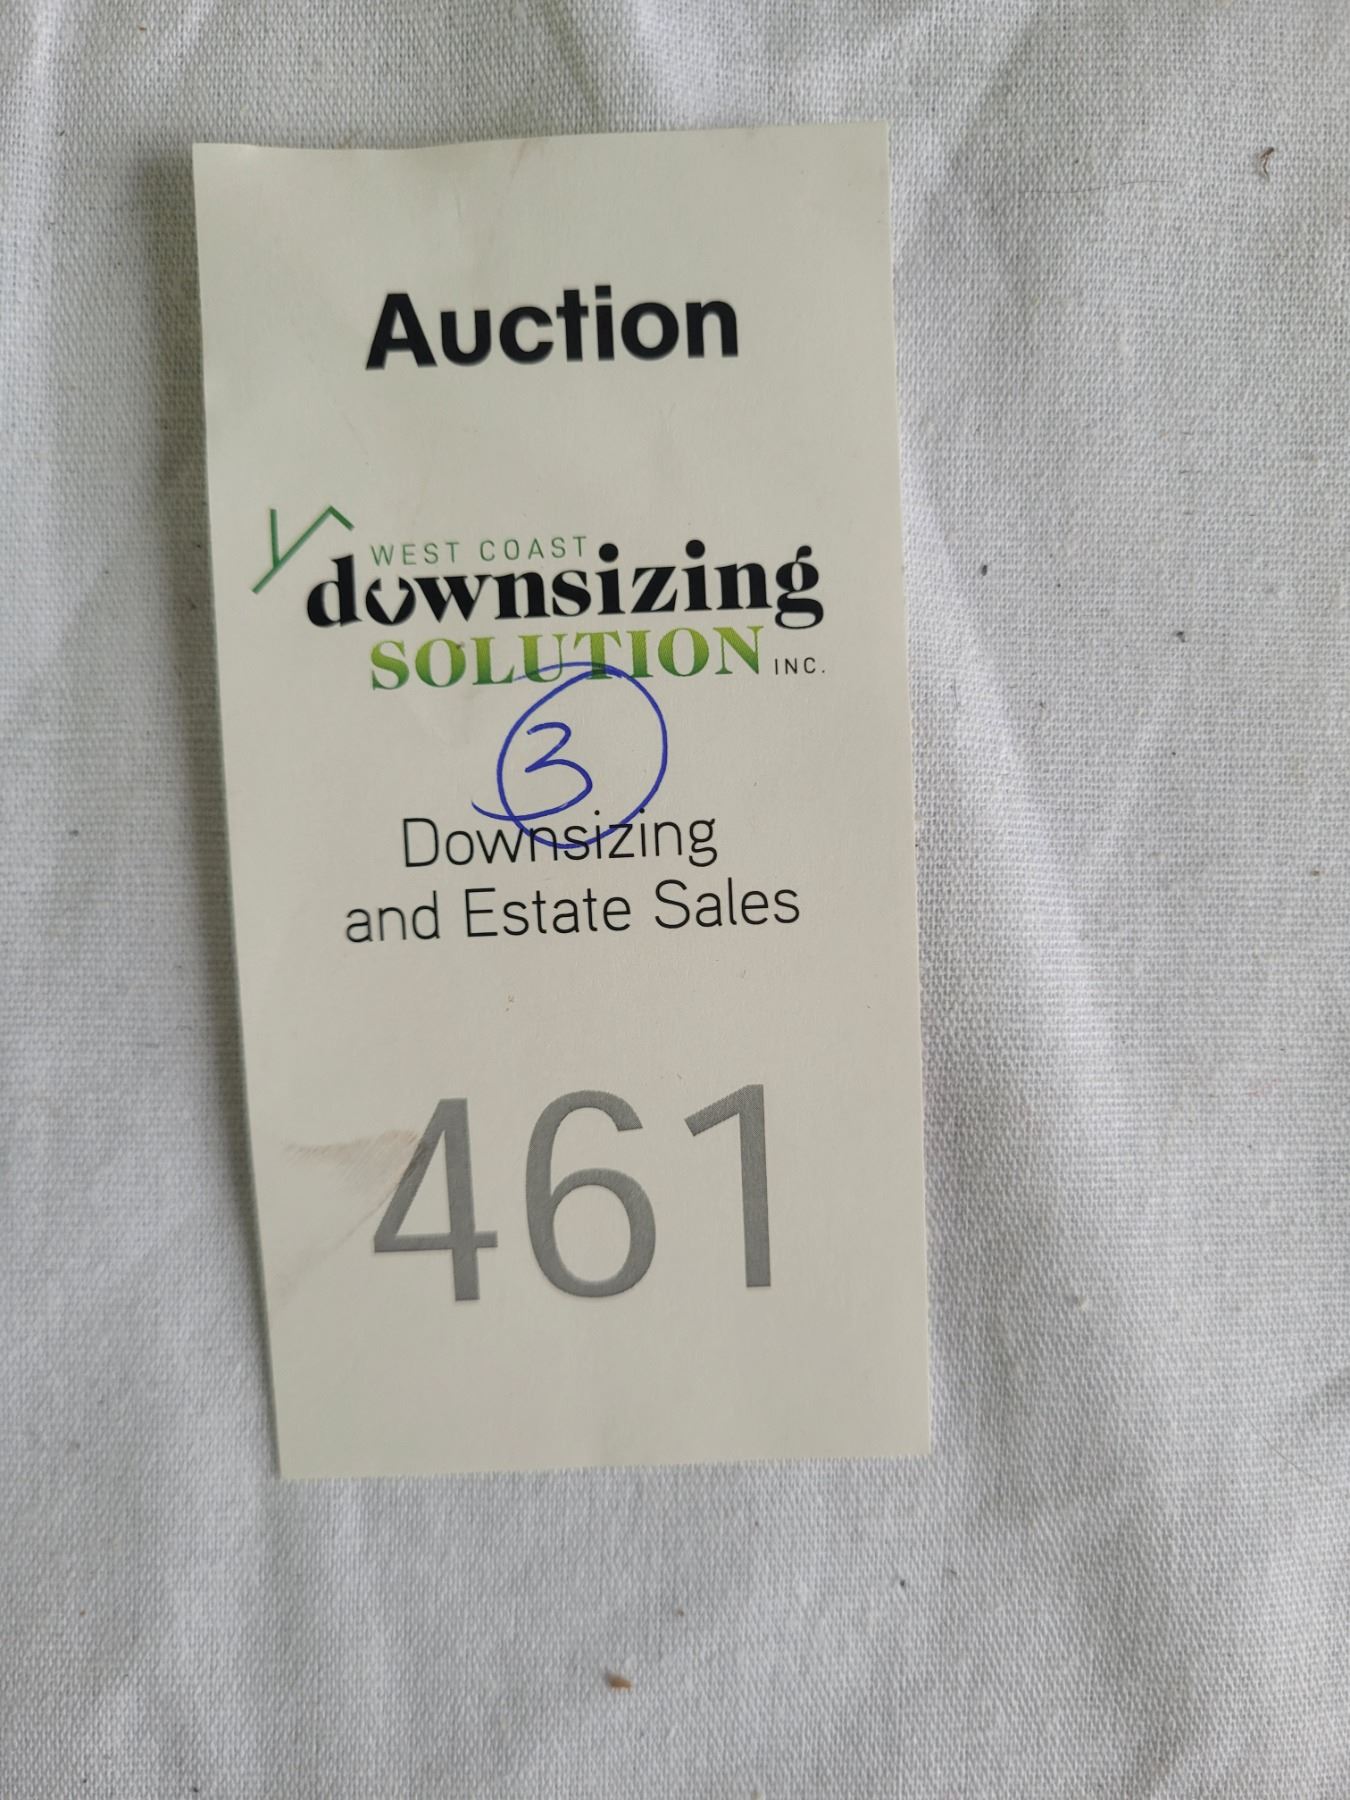 Auction
WEST COAST
downsizing
SOLUTION INC.
3
Downsizing
and Estate Sales
461